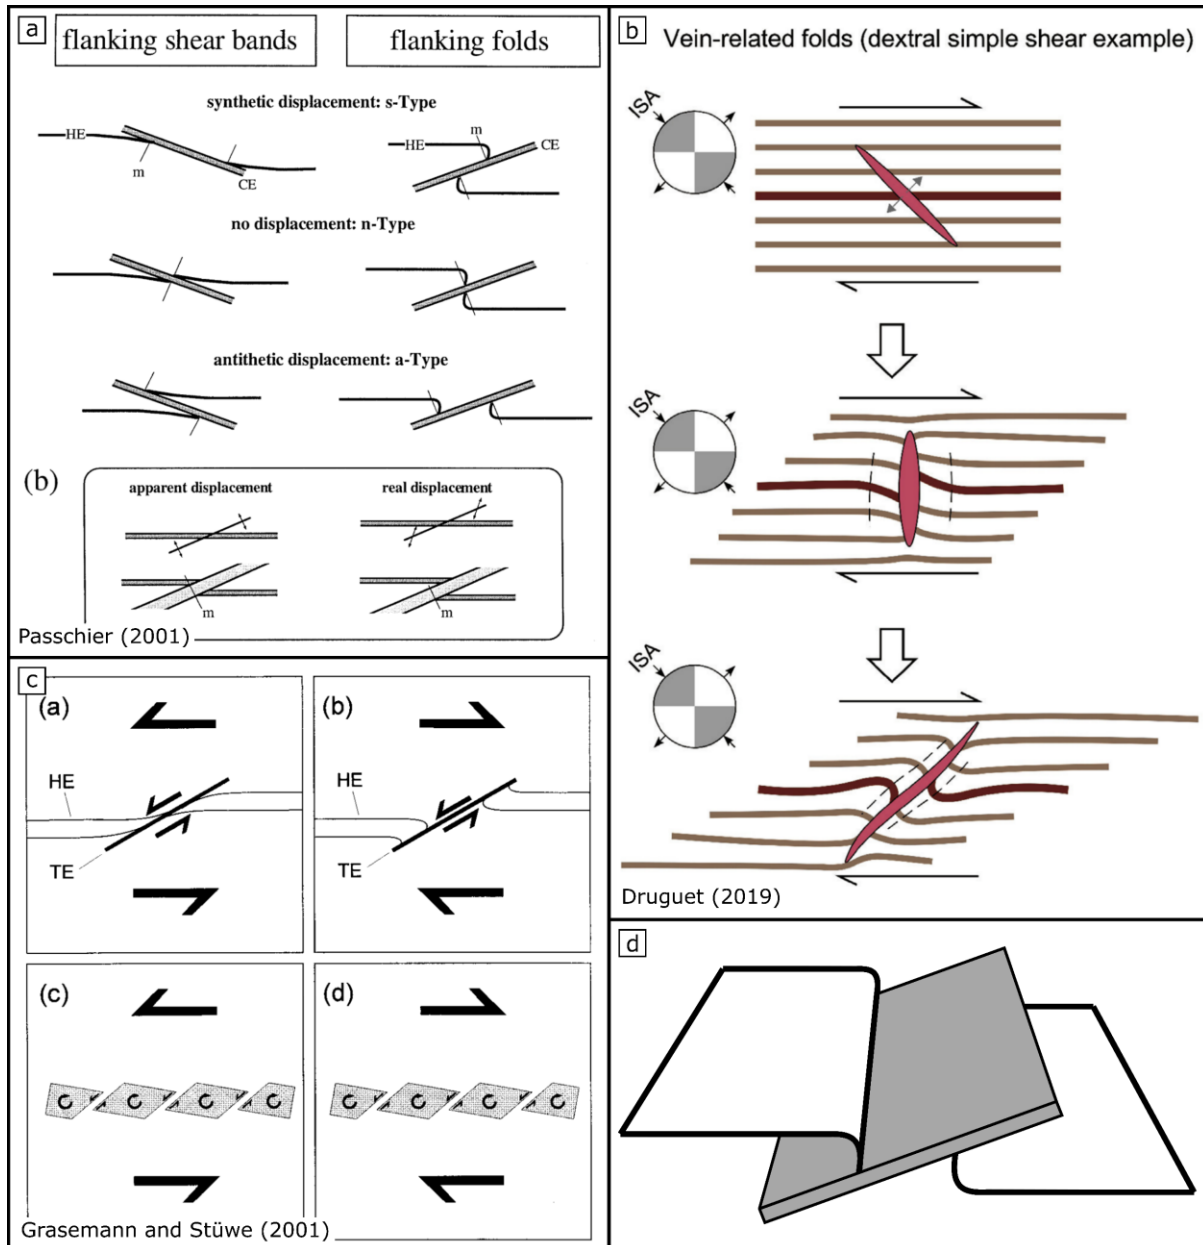 a
flanking shear bands
flanking folds
synthetic displacement: s-Type
HE
m
CE
m
HE
CE
no displacement: n-Type
antithetic displacement: a-Type
(b)
apparent displacement
real displacement
m
m
Passchier (2001)
b
Vein-related folds (dextral simple shear example)
ISA
ISA
ISA
Druguet (2019)
c
(a)
HE
TE
(b)
HE
TE
(c)
(d)
Grasemann and Stüwe (2001)
d